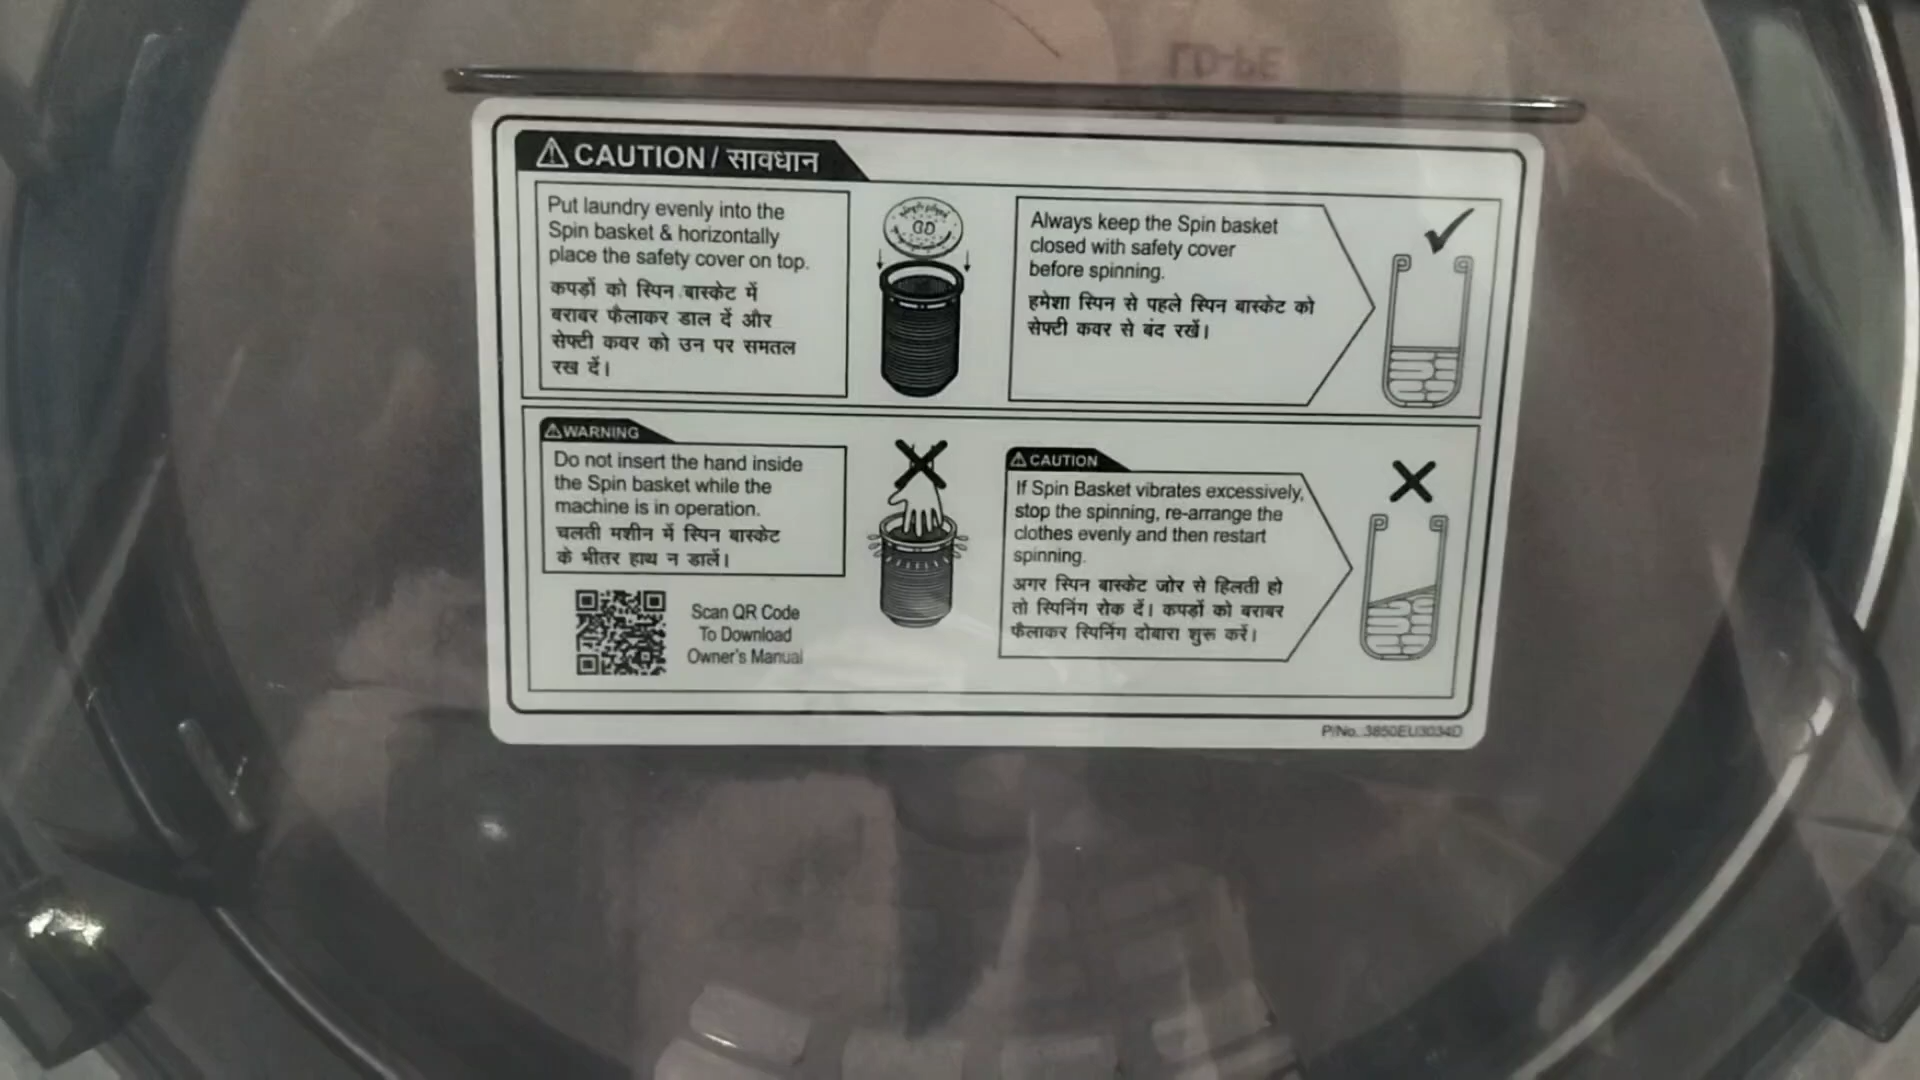 CAUTION / सावधान
Put laundry evenly into the
Spin basket & horizontally
place the safety cover on top.
कपड़ों को स्पिन बास्केट में
बराबर फैलाकर डाल दें और
सेफ्टी कवर को उन पर समतल
रख दें।
Always keep the Spin basket
closed with safety cover
before spinning.
हमेशा स्पिन से पहले स्पिन बास्केट को
सेफ्टी कवर से बंद रखें।
WARNING
Do not insert the hand inside
the Spin basket while the
machine is in operation.
चलती मशीन में स्पिन बास्केट
के भीतर हाथ न डालें।
Scan QR Code
To Download
Owner's Manual
CAUTION
If Spin Basket vibrates excessively,
stop the spinning, re-arrange the
clothes evenly and then restart
spinning.
अगर स्पिन बास्केट जोर से हिलती हो
तो स्पिनिंग रोक दें। कपड़ों को बराबर
फैलाकर स्पिनिंग दोबारा शुरू करें।
P/No. 3850EU3034D